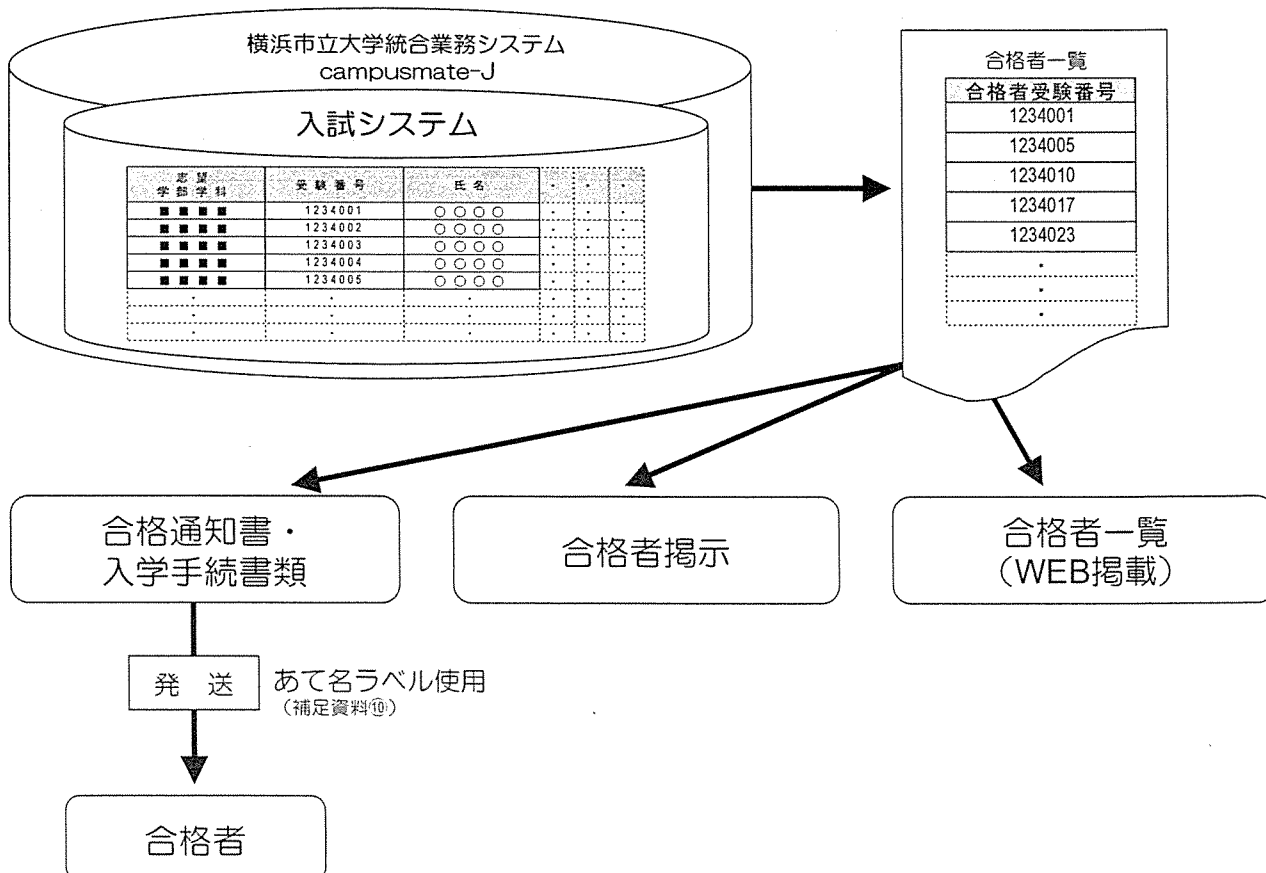 横浜市立大学統合業務システム
campusmate-J
入試システム
志望
学部学科 受験番号 氏名 ・ ・ ・
■■■■ 1234001 ○○○○ ・ ・ ・
■■■■ 1234002 ○○○○ ・ ・ ・
■■■■ 1234003 ○○○○ ・ ・ ・
■■■■ 1234004 ○○○○ ・ ・ ・
■■■■ 1234005 ○○○○ ・ ・ ・
・ ・ ・ ・ ・ ・
・ ・ ・ ・ ・ ・
・ ・ ・ ・ ・ ・
合格者一覧
合格者受験番号
1234001
1234005
1234010
1234017
1234023
・
・
・
合格通知書・
入学手続書類
合格者掲示
合格者一覧
（WEB掲載）
発 送
あて名ラベル使用
（補足資料⑩）
合格者